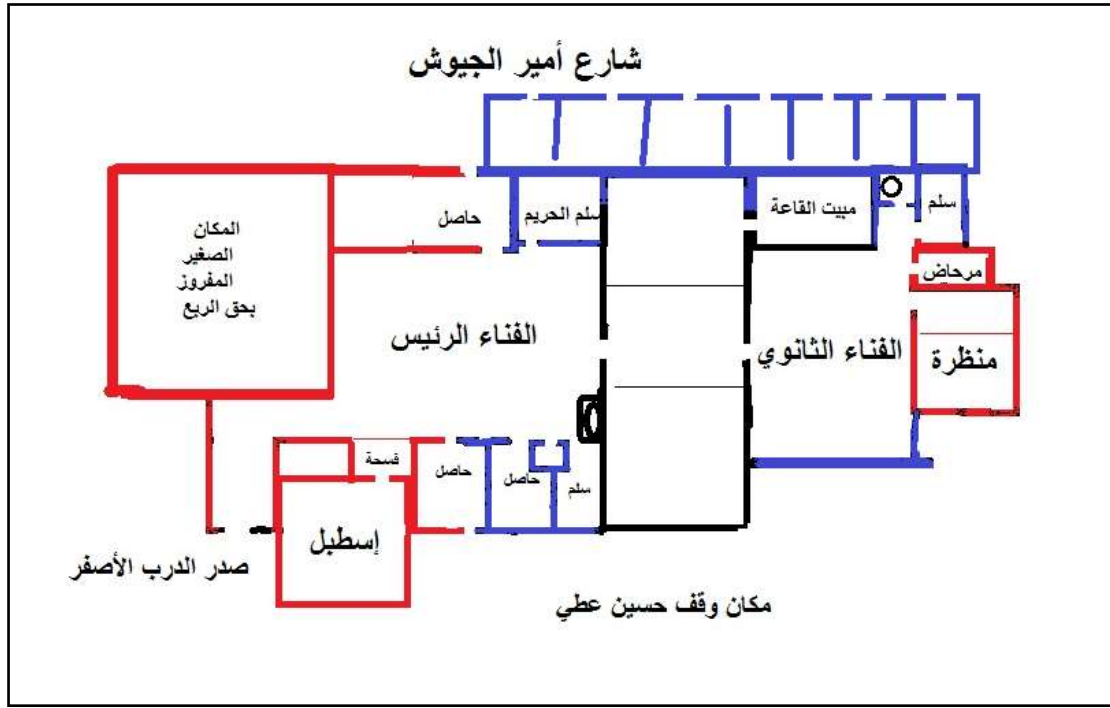 شارع أمير الجيوش
مبيت القاعة
سلم
سلم الحريم
حاصل
المكان
الصغير
المفروز
بحق الربع
مرحاض
الفناء الرئيس
الفناء الثانوي
منظرة
فسحة
حاصل
حاصل
سلم
إسطبل
صدر الدرب الأصفر
مكان وقف حسين عطي